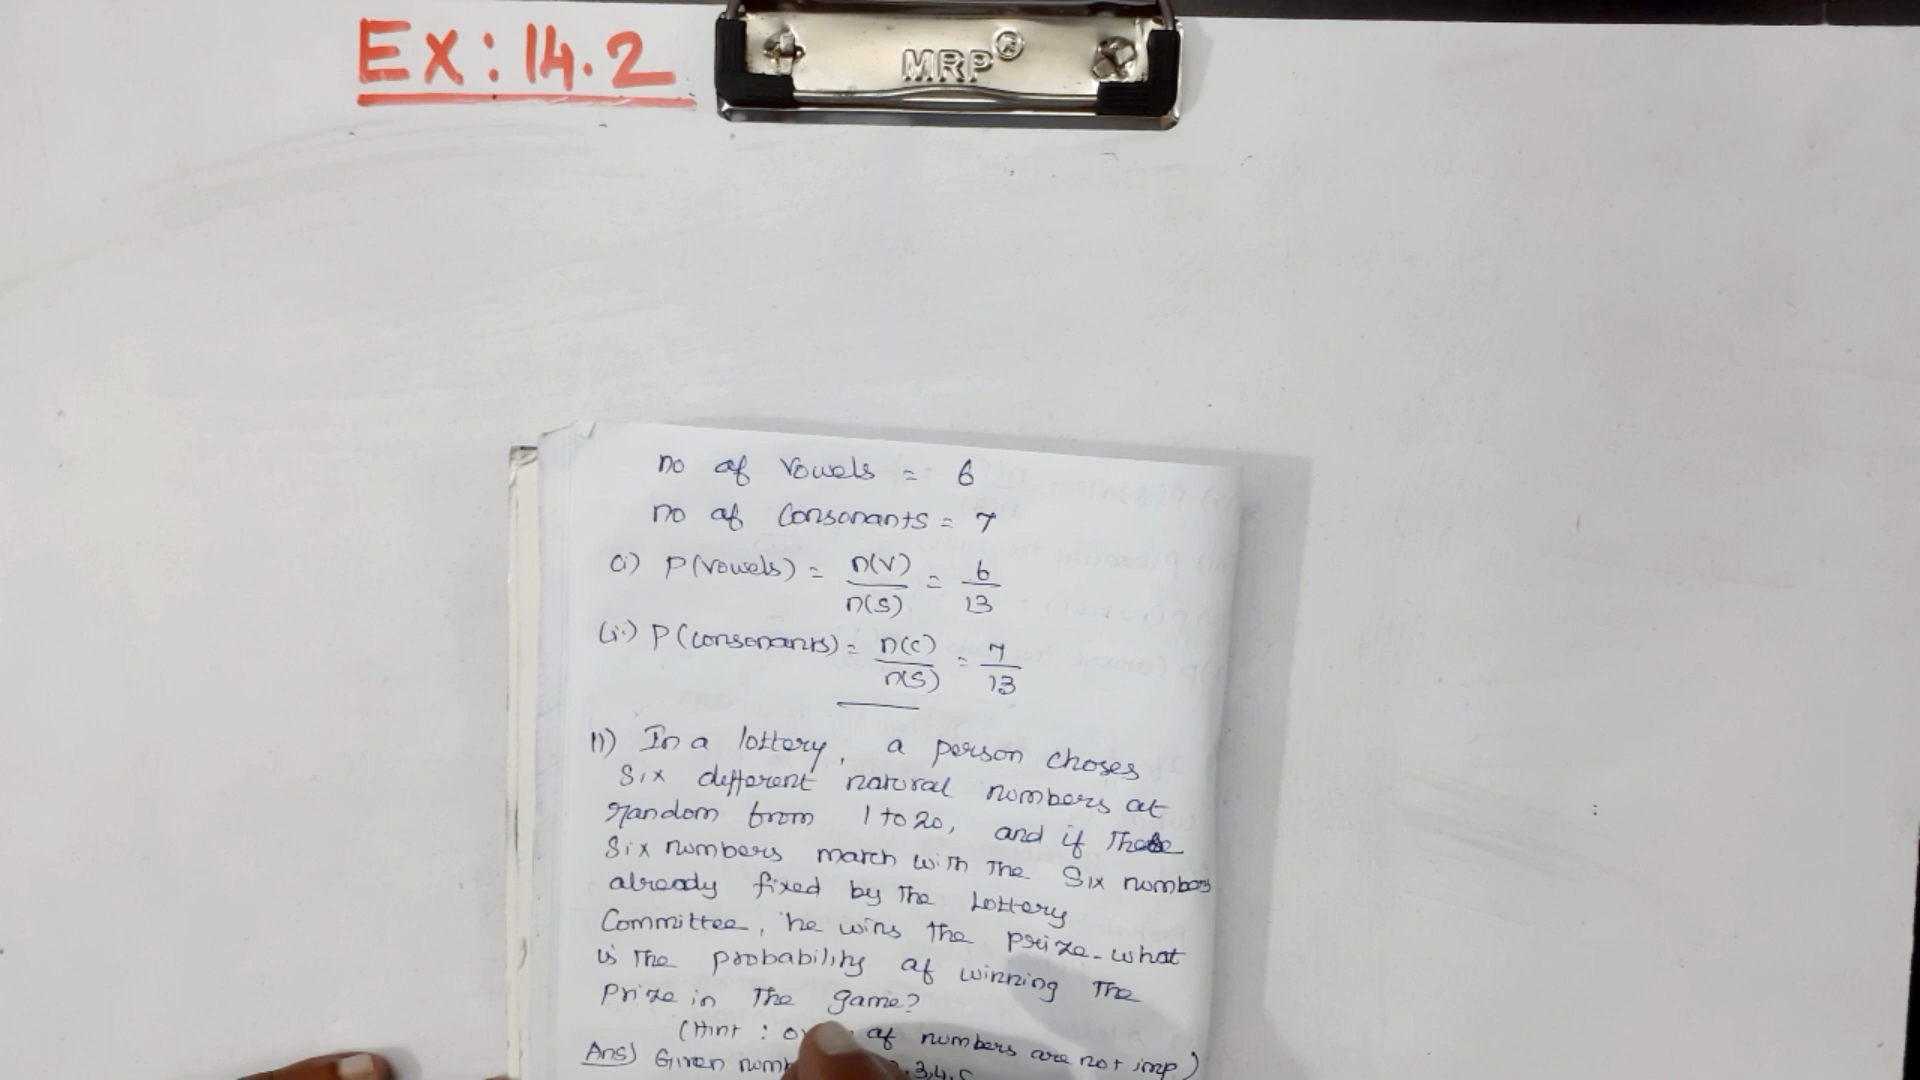 EX: 14.2
MRP®
no of vowels = 6
no of consonants = 7
(i) P(vowels) = n(V)/n(S) = 6/13
(ii) P(consonants) = n(C)/n(S) = 7/13
11) In a lottery, a person choses
six different natural numbers at
random from 1 to 20, and if these
six numbers match with the six numbers
already fixed by the lottery
Committee, he wins the prize. what
is the probability of winning the
prize in the game?
(Hint : of numbers are not imp)
Ans) Given 3,4,5